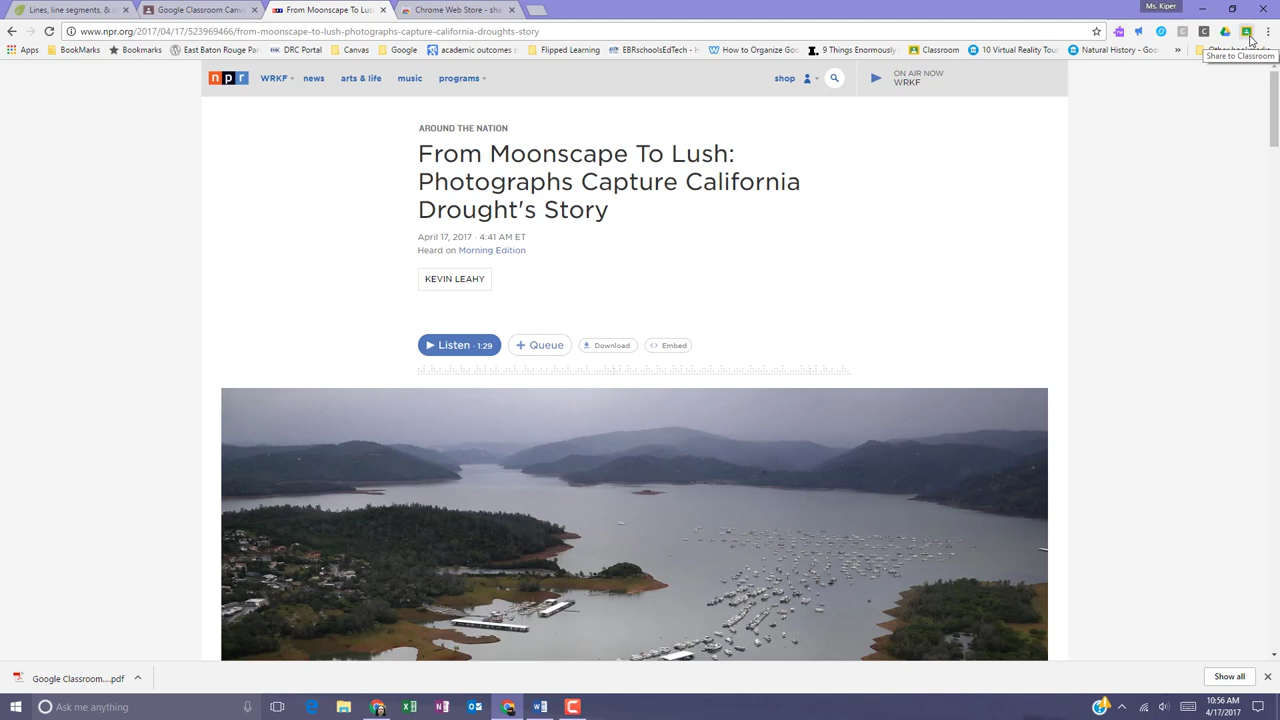 Ms. Kiper
Lines, line segments, &
Google Classroom Canv
From Moonscape To Lush
Chrome Web Store - sha
www.npr.org/2017/04/17/523969466/from-moonscape-to-lush-photographs-capture-california-droughts-story
Apps BookMarks Bookmarks East Baton Rouge Par DRC Portal Canvas Google academic outcomes Flipped Learning EBRschoolsEdTech - H How to Organize Goo 9 Things Enormously Classroom 10 Virtual Reality Tour Natural History - Goo » Other bookmarks
Share to Classroom
npr WRKF news arts & life music programs shop ON AIR NOW
WRKF
AROUND THE NATION
From Moonscape To Lush:
Photographs Capture California
Drought's Story
April 17, 2017 · 4:41 AM ET
Heard on Morning Edition
KEVIN LEAHY
Listen · 1:29 Queue Download Embed
Google Classroom....pdf
Show all
Ask me anything
10:56 AM
4/17/2017